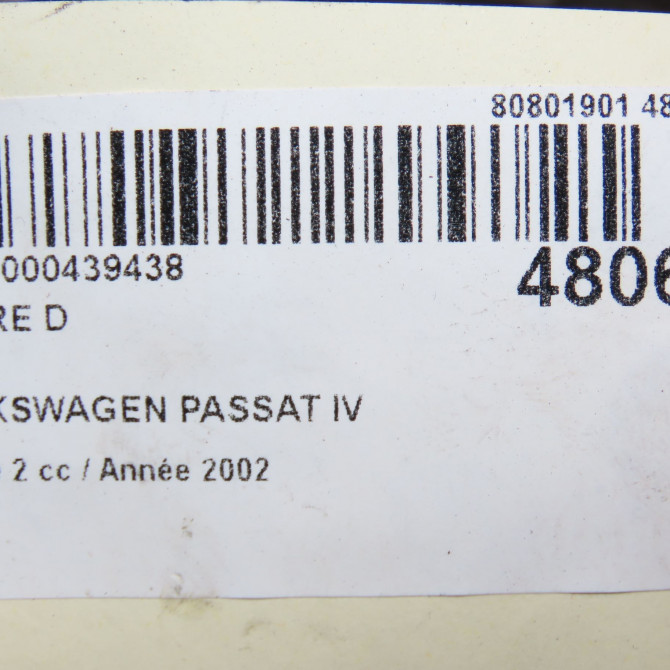 80801901 48
000439438
4806
RE D
KSWAGEN PASSAT IV
2 cc / Année 2002